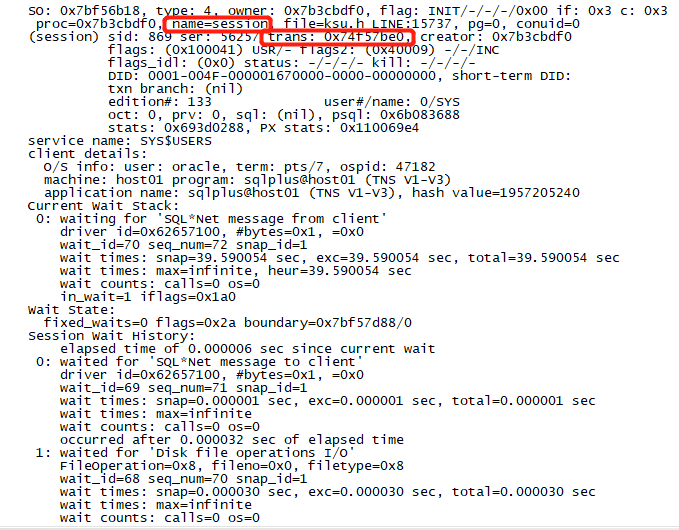 SO: 0x7bf56b18, type: 4, owner: 0x7b3cbdf0, flag: INIT/-/-/-/0x00 if: 0x3 c: 0x3
proc=0x7b3cbdf0, name=session, file=ksu.h LINE:15737, pg=0, conuid=0
(session) sid: 869 ser: 56257 trans: 0x74f57be0, creator: 0x7b3cbdf0
flags: (0x100041) USR/- flags2: (0x40009) -/-/INC
flags_idl: (0x0) status: -/-/-/- kill: -/-/-/-
DID: 0001-004F-000001670000-0000-00000000, short-term DID:
txn branch: (nil)
edition#: 133 user#/name: 0/SYS
oct: 0, prv: 0, sql: (nil), psql: 0x6b083688
stats: 0x693d0288, PX stats: 0x110069e4
service name: SYS$USERS
client details:
O/S info: user: oracle, term: pts/7, ospid: 47182
machine: host01 program: sqlplus@host01 (TNS V1-V3)
application name: sqlplus@host01 (TNS V1-V3), hash value=1957205240
Current Wait Stack:
0: waiting for 'SQL*Net message from client'
driver id=0x62657100, #bytes=0x1, =0x0
wait_id=70 seq_num=72 snap_id=1
wait times: snap=39.590054 sec, exc=39.590054 sec, total=39.590054 sec
wait times: max=infinite, heur=39.590054 sec
wait counts: calls=0 os=0
in_wait=1 iflags=0x1a0
Wait State:
fixed_waits=0 flags=0x2a boundary=0x7bf57d88/0
Session Wait History:
elapsed time of 0.000006 sec since current wait
0: waited for 'SQL*Net message to client'
driver id=0x62657100, #bytes=0x1, =0x0
wait_id=69 seq_num=71 snap_id=1
wait times: snap=0.000001 sec, exc=0.000001 sec, total=0.000001 sec
wait times: max=infinite
wait counts: calls=0 os=0
occurred after 0.000032 sec of elapsed time
1: waited for 'Disk file operations I/O'
FileOperation=0x8, fileno=0x0, filetype=0x8
wait_id=68 seq_num=70 snap_id=1
wait times: snap=0.000030 sec, exc=0.000030 sec, total=0.000030 sec
wait times: max=infinite
wait counts: calls=0 os=0